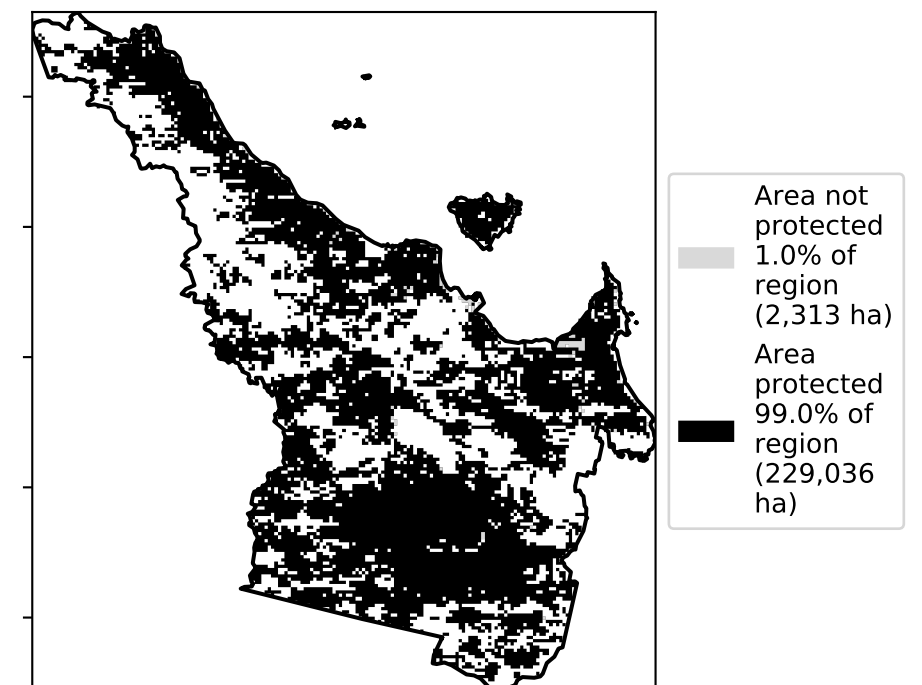 Area not
protected
1.0% of
region
(2,313 ha)
Area
protected
99.0% of
region
(229,036
ha)